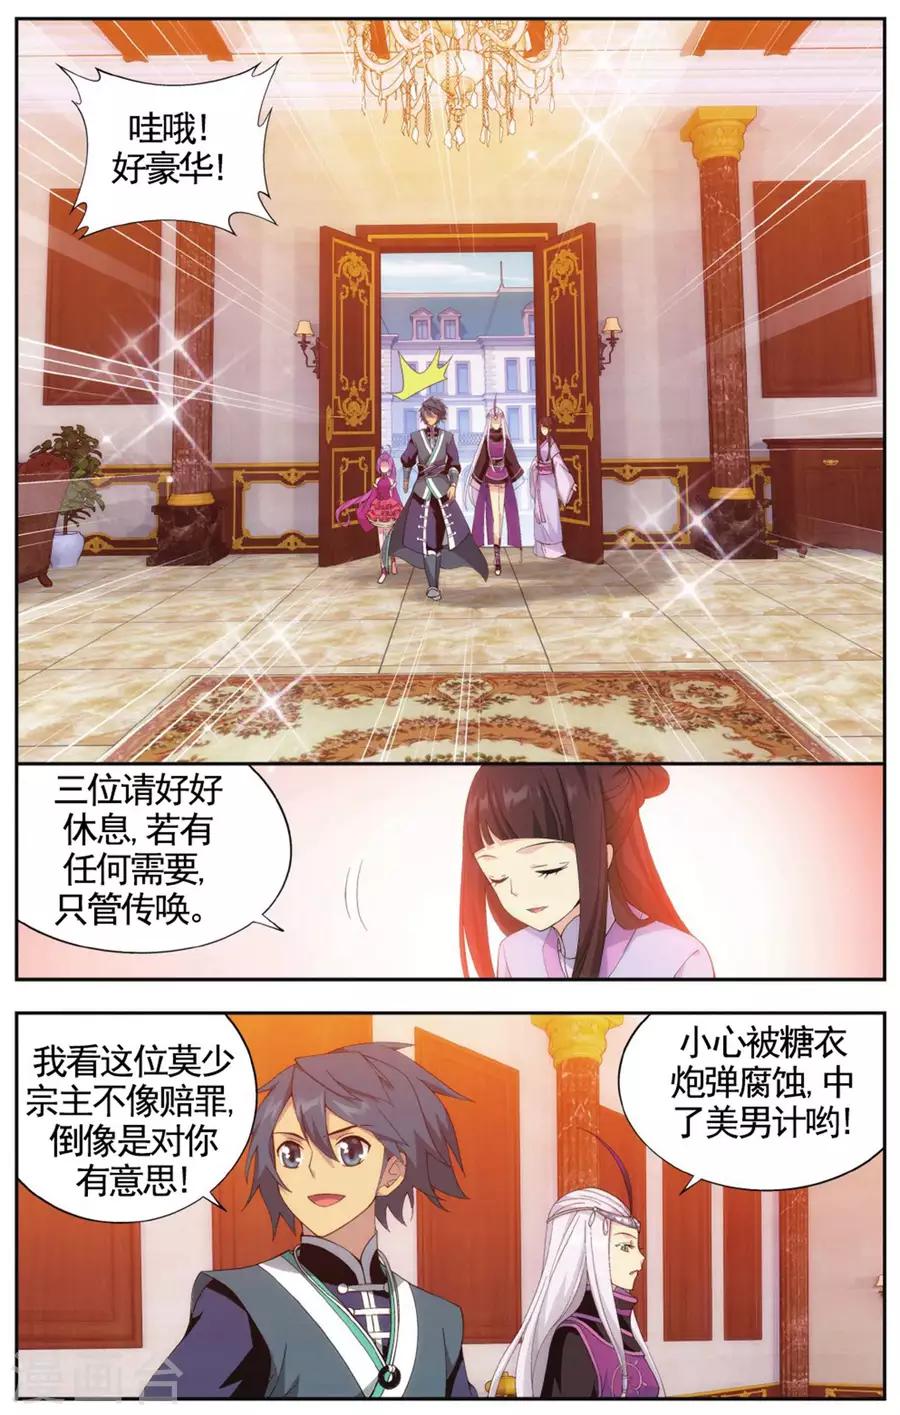 哇哦！
好豪华！
三位请好好
休息，若有
任何需要，
只管传唤。
我看这位莫少
宗主不像赔罪，
倒像是对你
有意思！
小心被糖衣
炮弹腐蚀，中
了美男计哟！
漫画台